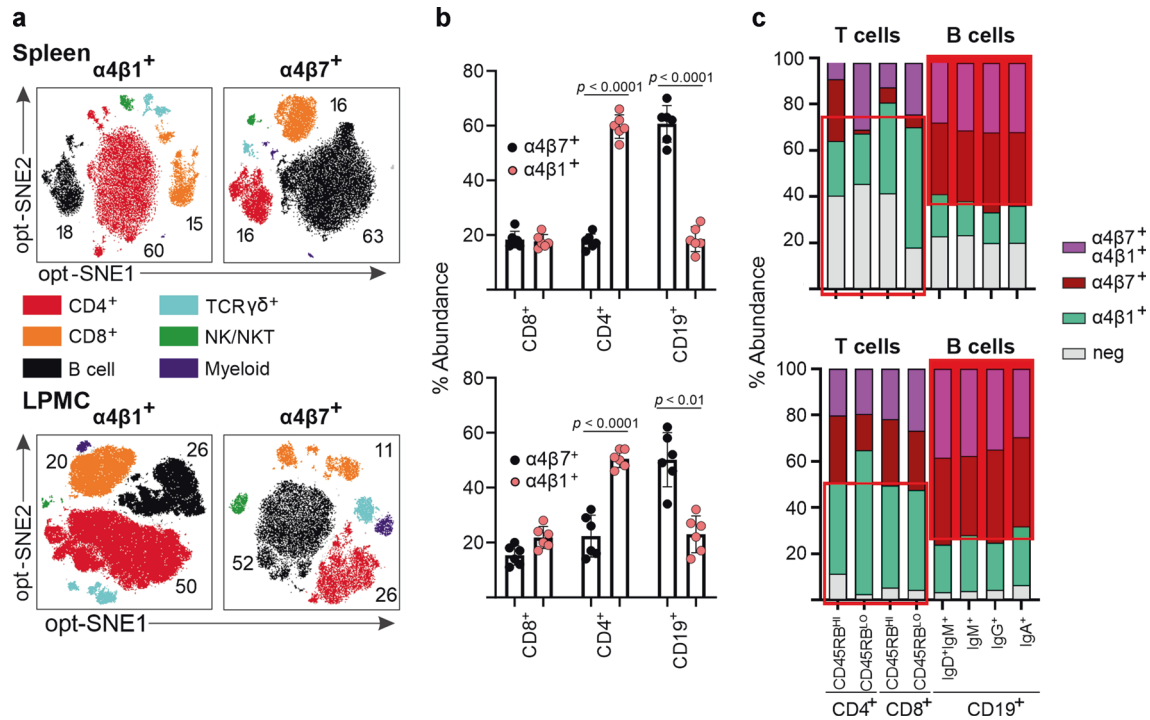 a
Spleen
α4β1⁺
α4β7⁺
opt-SNE2
18
60
15
16
16
63
opt-SNE1
CD4⁺
CD8⁺
B cell
TCRγδ⁺
NK/NKT
Myeloid
LPMC
α4β1⁺
α4β7⁺
opt-SNE2
20
26
50
11
52
26
opt-SNE1
b
% Abundance
80
60
40
20
p < 0.0001
p < 0.0001
α4β7⁺
α4β1⁺
CD8⁺
CD4⁺
CD19⁺
80
60
40
20
p < 0.0001
p < 0.01
α4β7⁺
α4β1⁺
CD8⁺
CD4⁺
CD19⁺
c
T cells
B cells
% Abundance
100
80
60
40
20
α4β7⁺
α4β1⁺
α4β7⁺
α4β1⁺
neg
T cells
B cells
100
80
60
40
20
CD45RBᴴᴵ
CD45RBᴸᴼ
CD45RBᴴᴵ
CD45RBᴸᴼ
IgD⁺IgM⁺
IgM⁺
IgG⁺
IgA⁺
CD4⁺
CD8⁺
CD19⁺